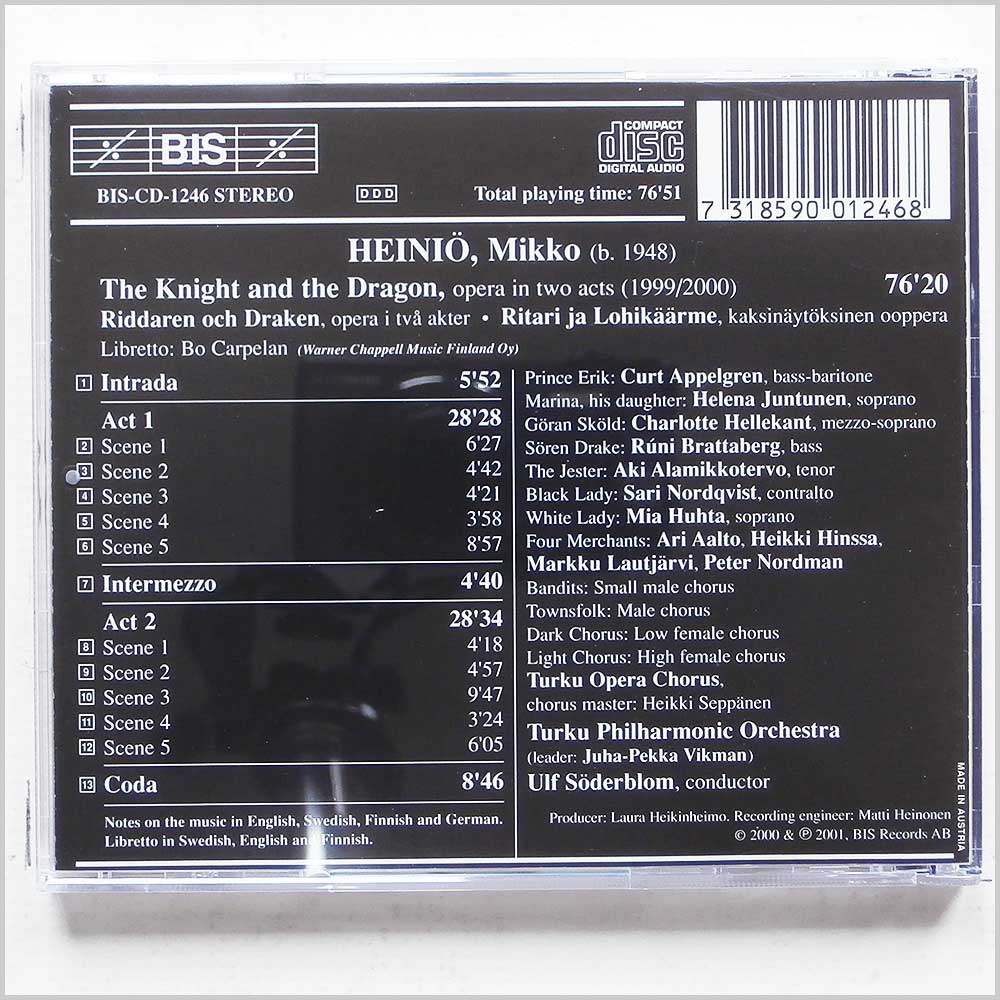 BIS
BIS-CD-1246 STEREO
DDD
Total playing time: 76'51
COMPACT
disc
DIGITAL AUDIO
7 318590 012468
HEINIÖ, Mikko (b. 1948)
The Knight and the Dragon, opera in two acts (1999/2000) 76'20
Riddaren och Draken, opera i två akter • Ritari ja Lohikäärme, kaksinäytöksinen ooppera
Libretto: Bo Carpelan (Warner Chappell Music Finland Oy)
1 Intrada 5'52
Act 1 28'28
2 Scene 1 6'27
3 Scene 2 4'42
4 Scene 3 4'21
5 Scene 4 3'58
6 Scene 5 8'57
7 Intermezzo 4'40
Act 2 28'34
8 Scene 1 4'18
9 Scene 2 4'57
10 Scene 3 9'47
11 Scene 4 3'24
12 Scene 5 6'05
13 Coda 8'46
Notes on the music in English, Swedish, Finnish and German.
Libretto in Swedish, English and Finnish.
Prince Erik: Curt Appelgren, bass-baritone
Marina, his daughter: Helena Juntunen, soprano
Göran Sköld: Charlotte Hellekant, mezzo-soprano
Sören Drake: Rúni Brattaberg, bass
The Jester: Aki Alamikkotervo, tenor
Black Lady: Sari Nordqvist, contralto
White Lady: Mia Huhta, soprano
Four Merchants: Ari Aalto, Heikki Hinssa,
Markku Lautjärvi, Peter Nordman
Bandits: Small male chorus
Townsfolk: Male chorus
Dark Chorus: Low female chorus
Light Chorus: High female chorus
Turku Opera Chorus,
chorus master: Heikki Seppänen
Turku Philharmonic Orchestra
(leader: Juha-Pekka Vikman)
Ulf Söderblom, conductor
Producer: Laura Heikinheimo. Recording engineer: Matti Heinonen
© 2000 & ℗ 2001, BIS Records AB
MADE IN AUSTRIA